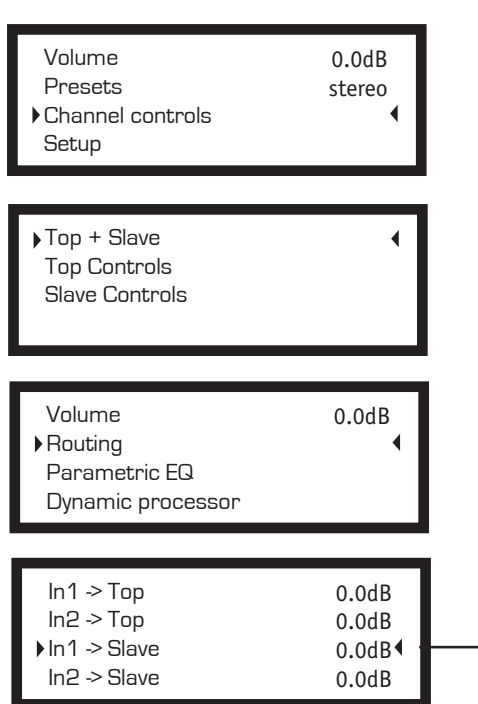 Volume 0.0dB
Presets stereo
Channel controls
Setup
Top + Slave
Top Controls
Slave Controls
Volume 0.0dB
Routing
Parametric EQ
Dynamic processor
In1 -> Top 0.0dB
In2 -> Top 0.0dB
In1 -> Slave 0.0dB
In2 -> Slave 0.0dB